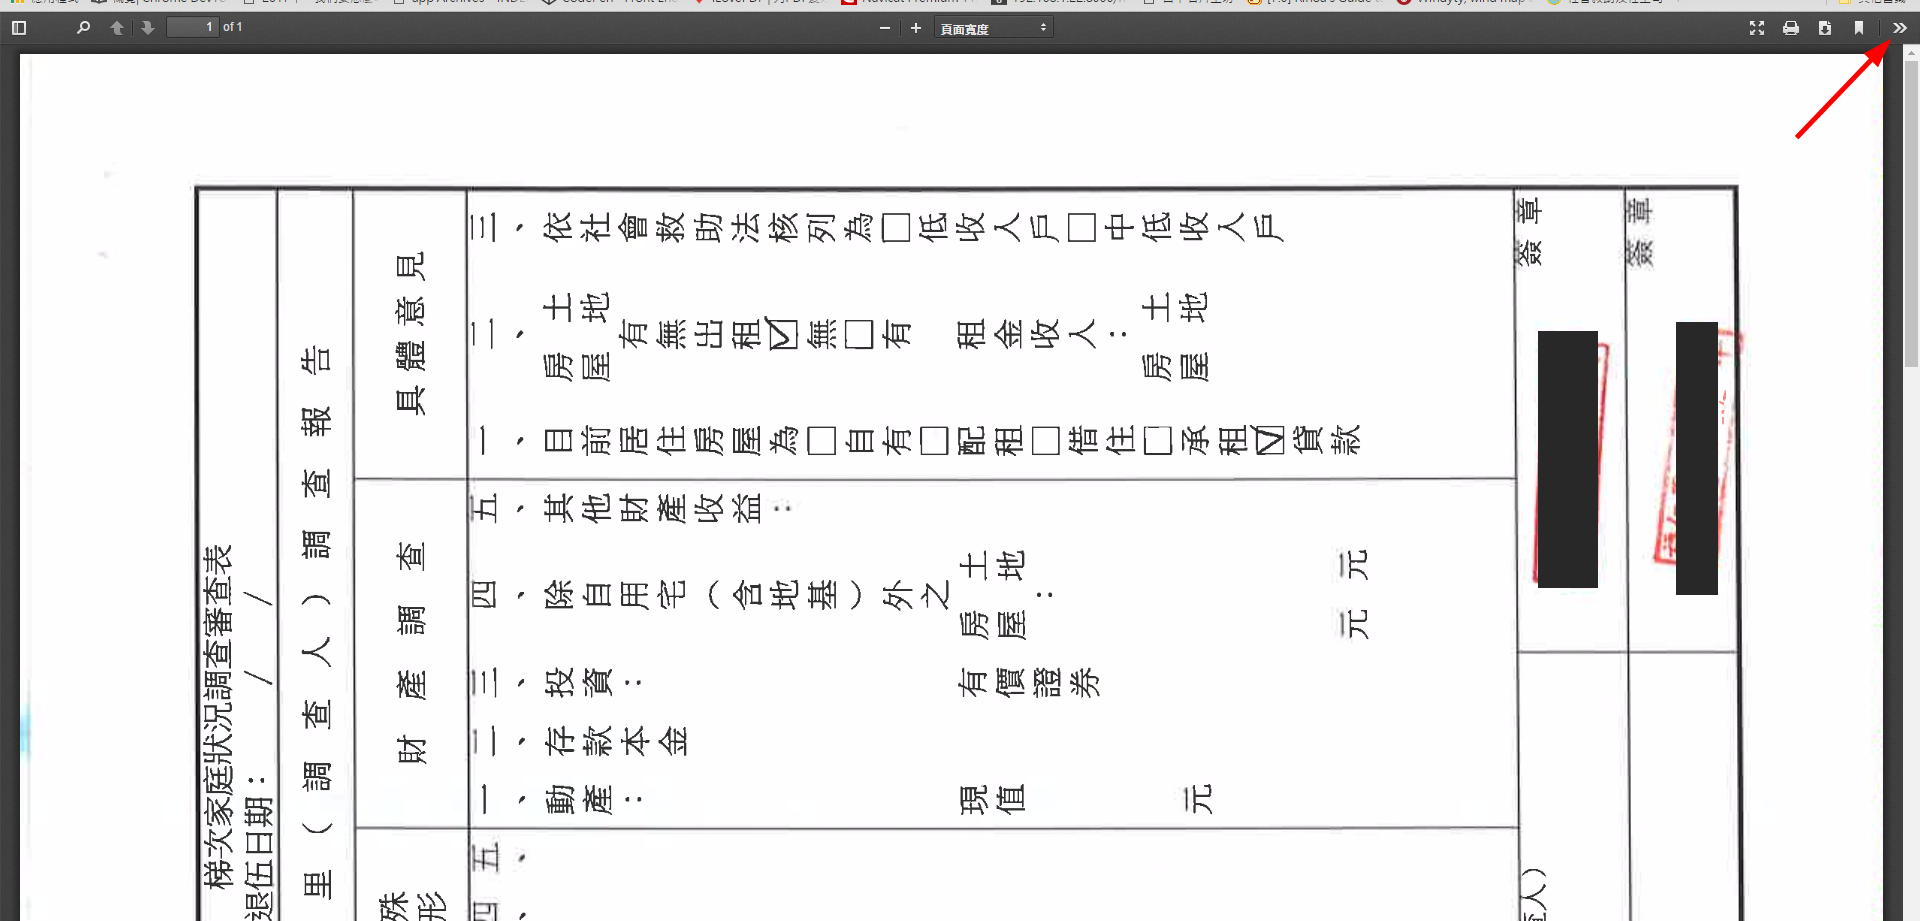 1 of 1
頁面寬度
梯次家庭狀況調查審查表
退伍日期： / /
里（調查人）調查報告
具體意見
一、目前居住房屋為□自有□配租□借住□承租☑貸款
二、土地房屋有無出租☑無□有 租金收入：土地房屋
三、依社會救助法核列為□低收入戶□中低收入戶
財產調查
一、動產： 現值 元
二、存款本金
三、投資： 有價證券
四、除自用宅（含地基）外之土地房屋： 元 元
五、其他財產收益：
殊
形
四、
五、
簽章
簽章
查人）